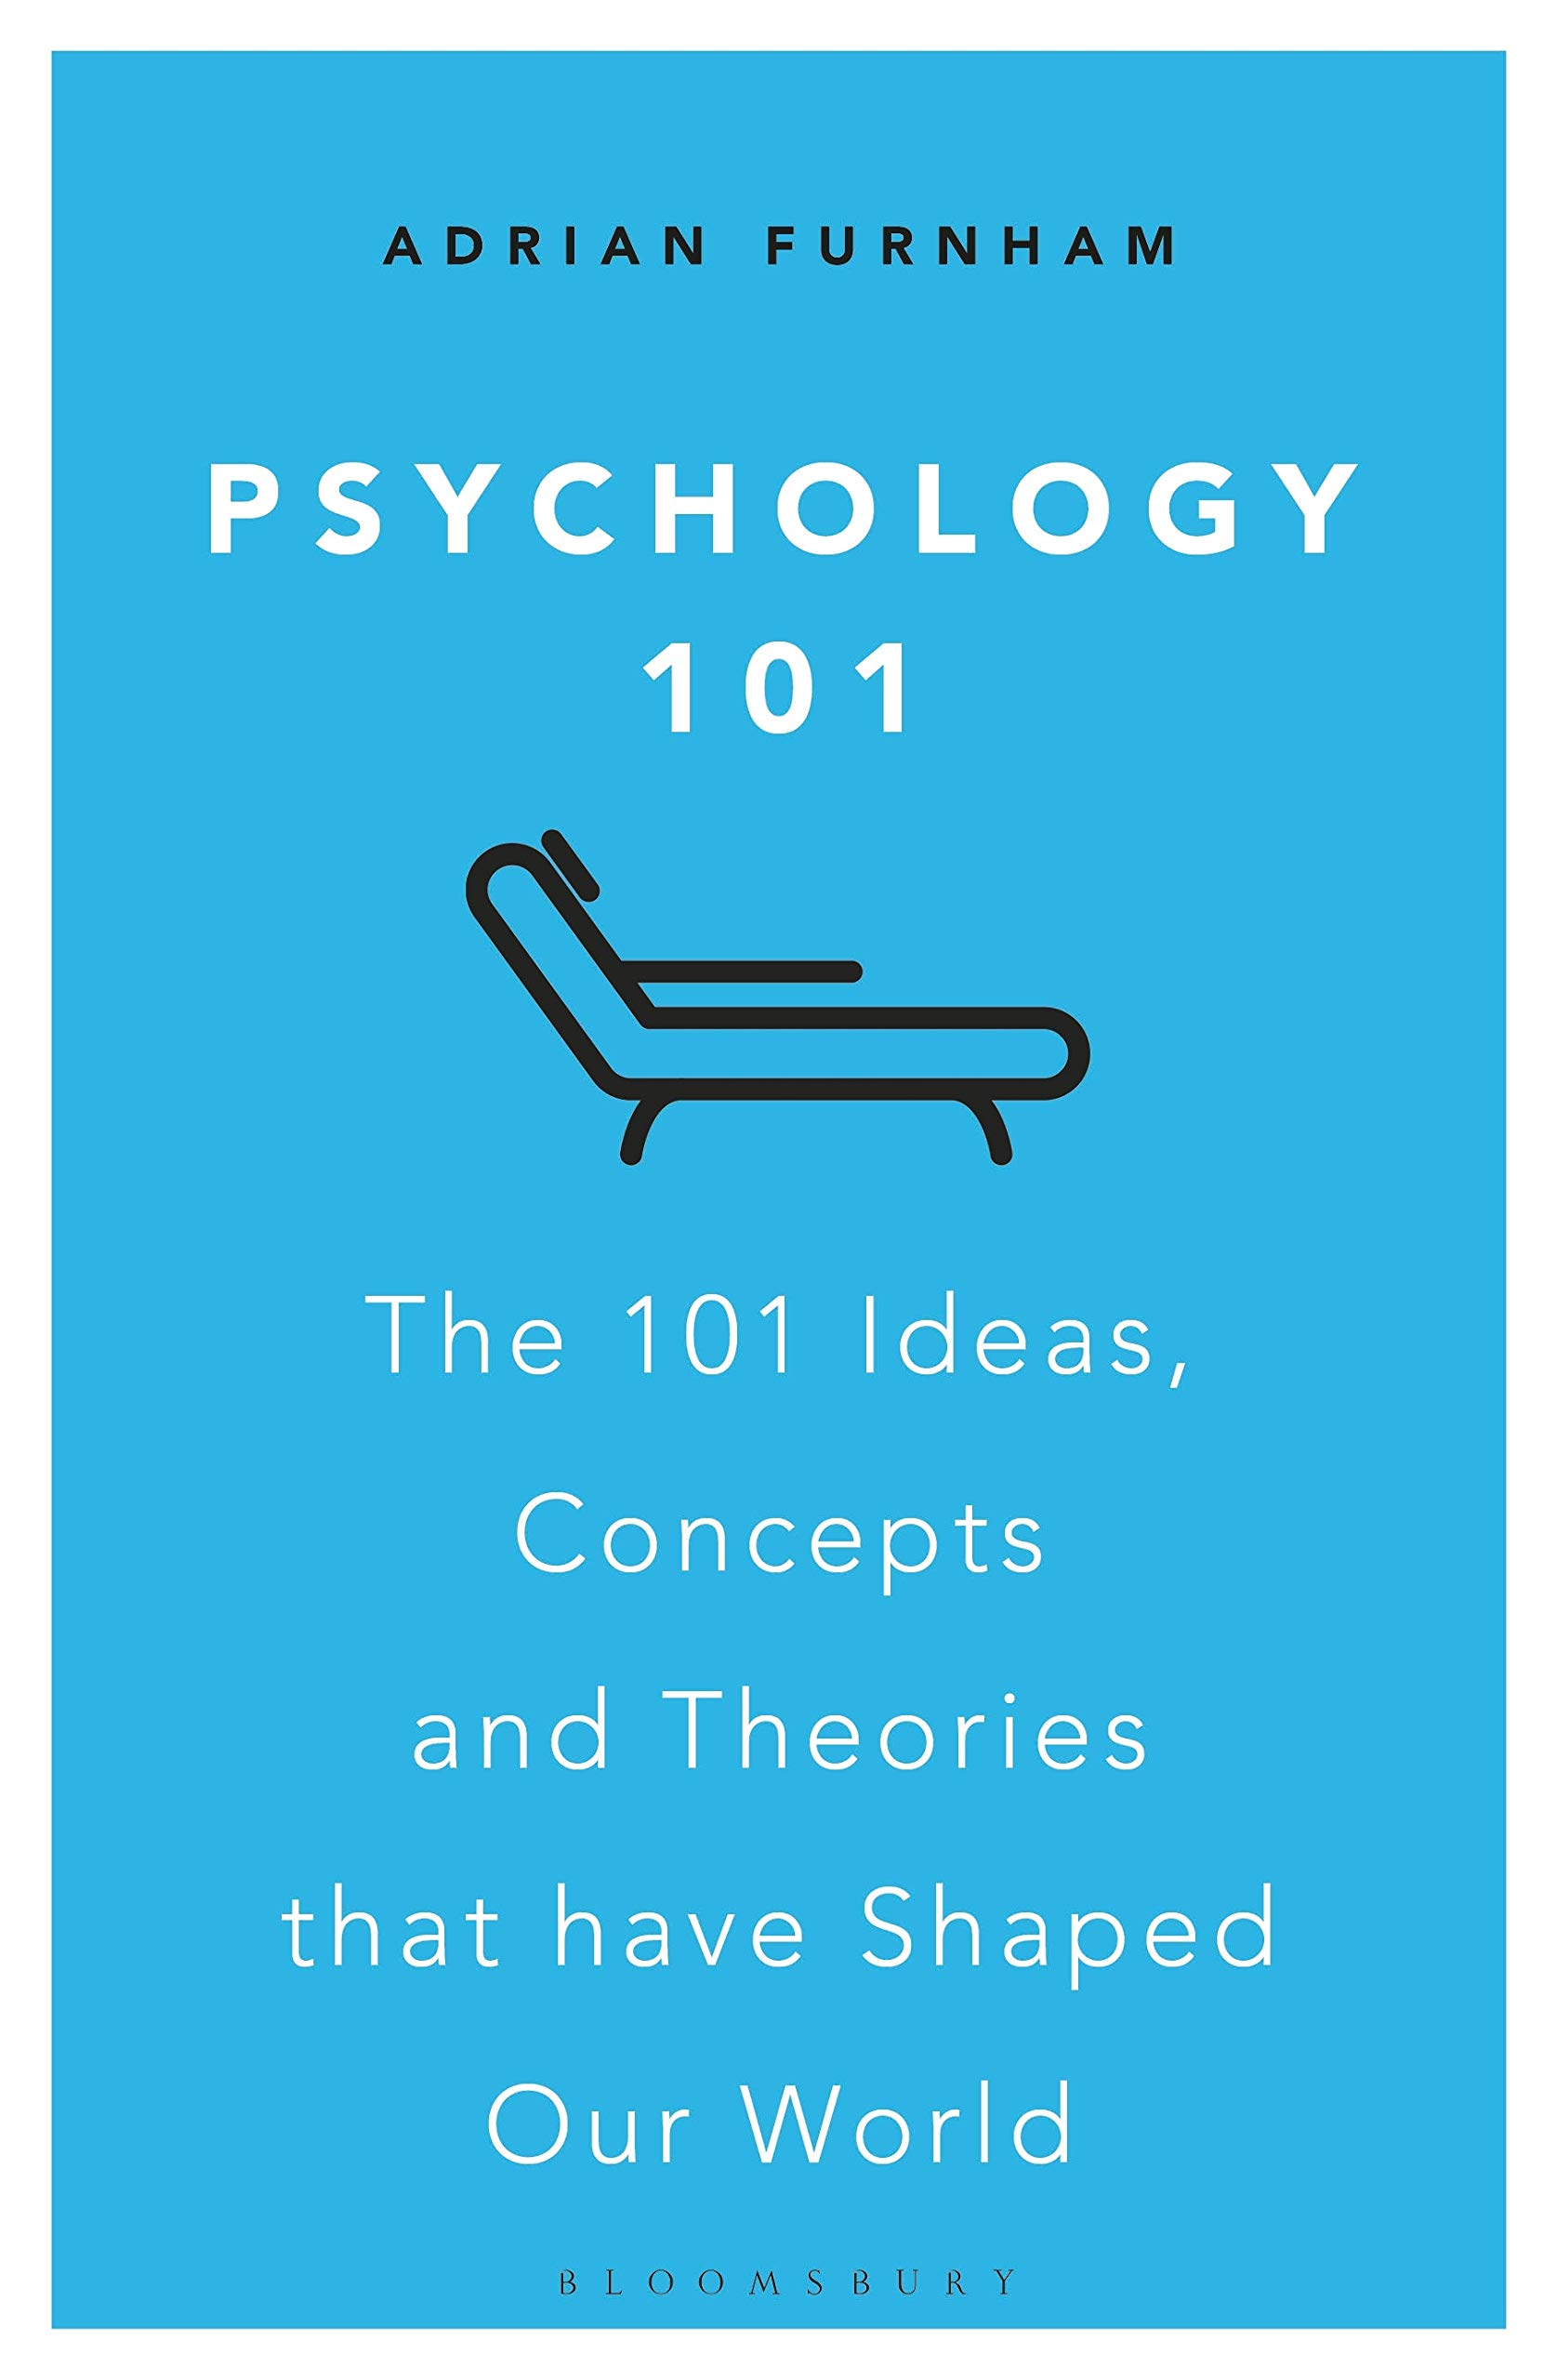 ADRIAN FURNHAM
PSYCHOLOGY
101
The 101 Ideas,
Concepts
and Theories
that have Shaped
Our World
BLOOMSBURY